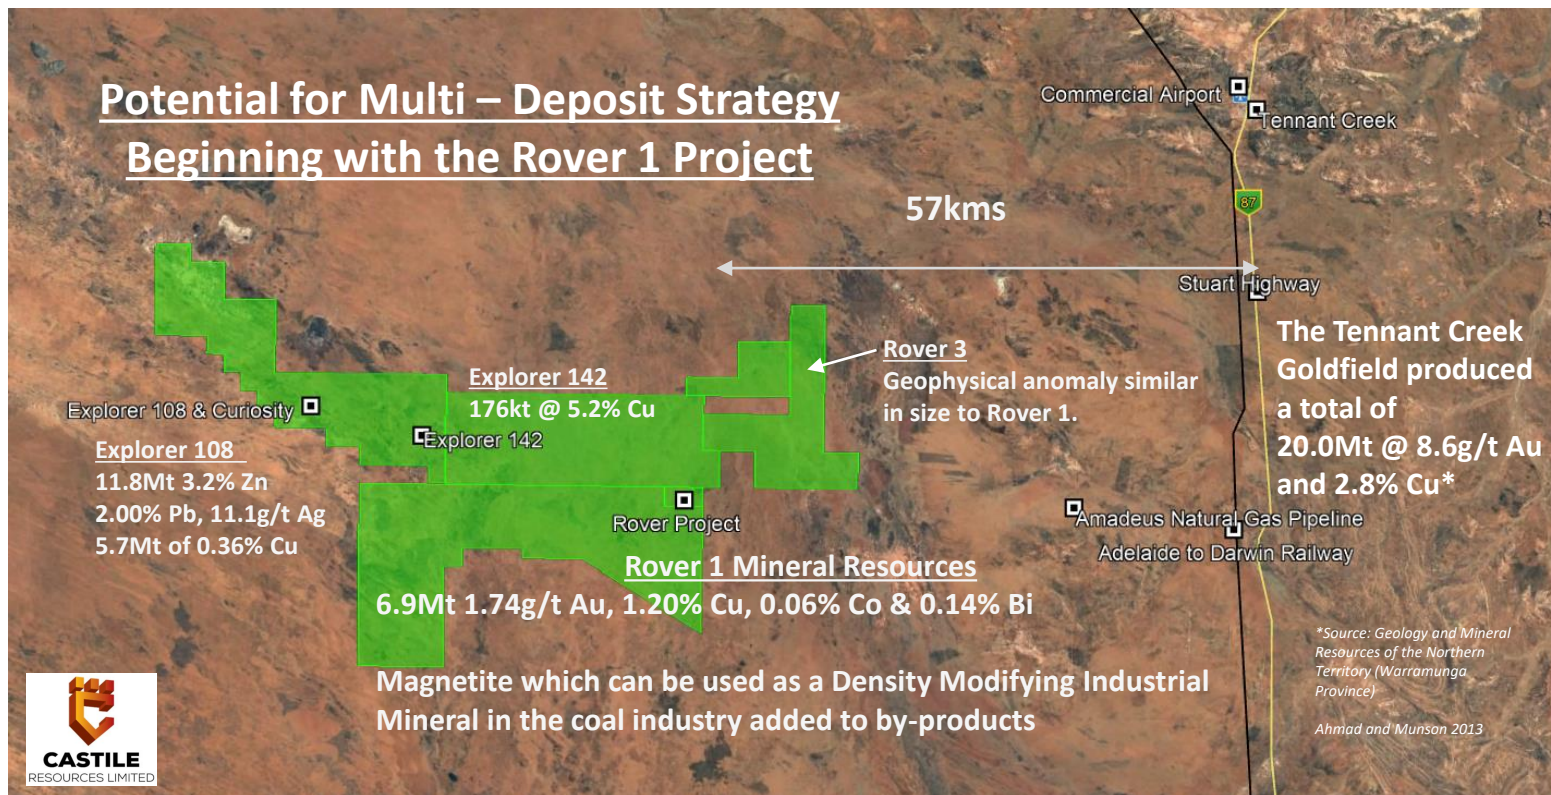 Potential for Multi – Deposit Strategy
Beginning with the Rover 1 Project
Commercial Airport
Tennant Creek
57kms
87
Stuart Highway
The Tennant Creek
Goldfield produced
a total of
20.0Mt @ 8.6g/t Au
and 2.8% Cu*
Rover 3
Geophysical anomaly similar
in size to Rover 1.
Explorer 142
176kt @ 5.2% Cu
Explorer 108 & Curiosity
Explorer 142
Explorer 108
11.8Mt 3.2% Zn
2.00% Pb, 11.1g/t Ag
5.7Mt of 0.36% Cu
Rover Project
Amadeus Natural Gas Pipeline
Adelaide to Darwin Railway
Rover 1 Mineral Resources
6.9Mt 1.74g/t Au, 1.20% Cu, 0.06% Co & 0.14% Bi
Magnetite which can be used as a Density Modifying Industrial
Mineral in the coal industry added to by-products
*Source: Geology and Mineral
Resources of the Northern
Territory (Warramunga
Province)
Ahmad and Munson 2013
CASTILE
RESOURCES LIMITED